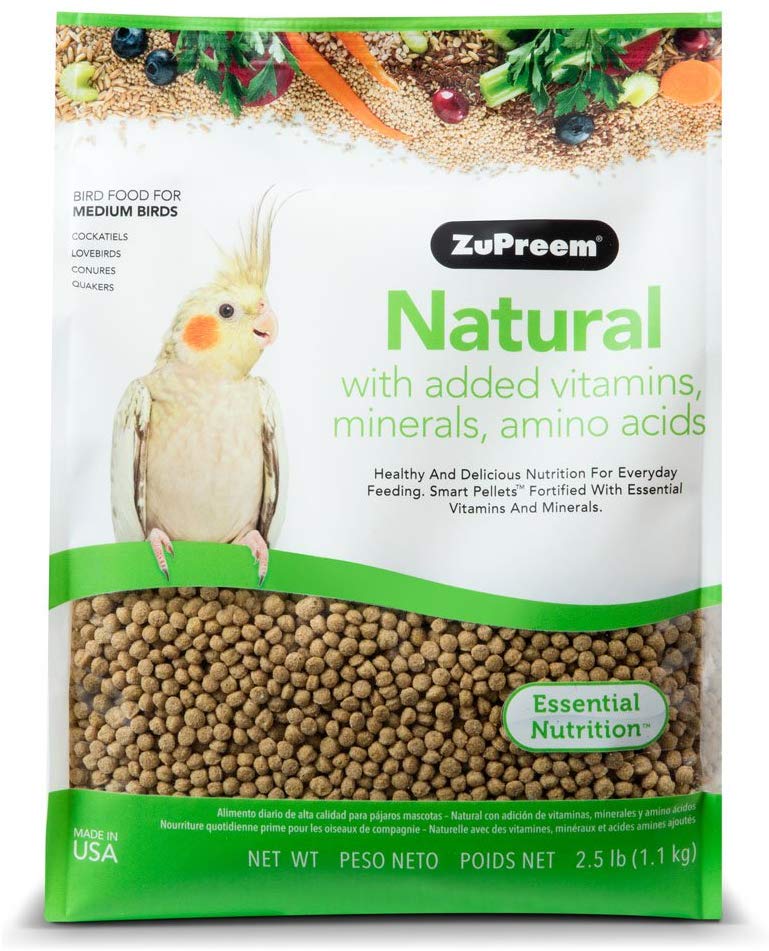 BIRD FOOD FOR
MEDIUM BIRDS
COCKATIELS
LOVEBIRDS
CONURES
QUAKERS
ZuPreem®
Natural
with added vitamins,
minerals, amino acids
Healthy And Delicious Nutrition For Everyday
Feeding. Smart Pellets™ Fortified With Essential
Vitamins And Minerals.
Essential
Nutrition™
Alimento diario de alta calidad para pájaros mascotas – Natural con adición de vitaminas, minerales y amino ácidos
Nourriture quotidienne prime pour les oiseaux de compagnie – Naturelle avec des vitamines, minéraux et acides amines ajoutés
MADE IN
USA
NET WT PESO NETO POIDS NET 2.5 lb (1.1 kg)